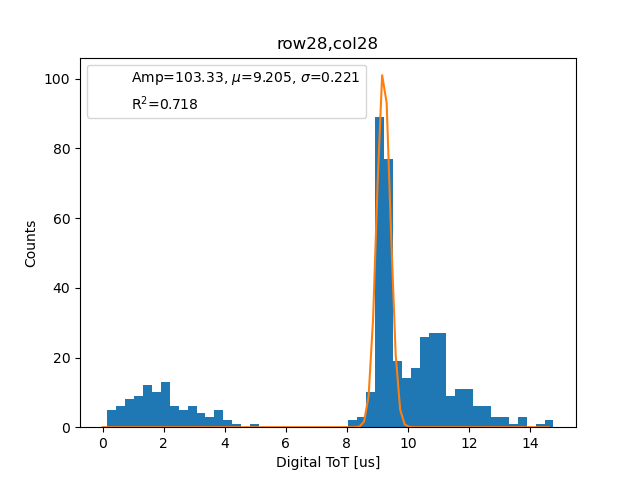 row28,col28
Amp=103.33, μ=9.205, σ=0.221
R²=0.718
100
80
60
40
20
0
Counts
0 2 4 6 8 10 12 14
Digital ToT [us]